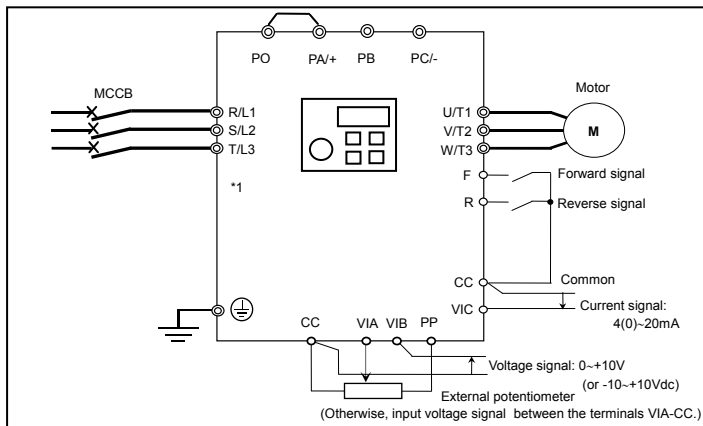 PO PA/+ PB PC/-
MCCB
Motor
R/L1
S/L2
T/L3
U/T1
V/T2
W/T3
M
F
Forward signal
*1
R
Reverse signal
CC
Common
VIC
Current signal:
4(0)~20mA
CC VIA VIB PP
Voltage signal: 0~+10V
(or -10~+10Vdc)
External potentiometer
(Otherwise, input voltage signal between the terminals VIA-CC.)